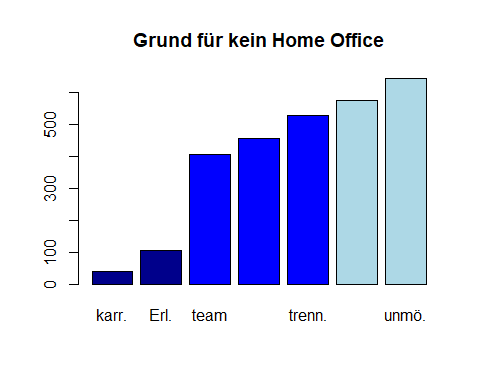 Grund für kein Home Office
500
300
100
0
karr. Erl. team trenn. unmö.